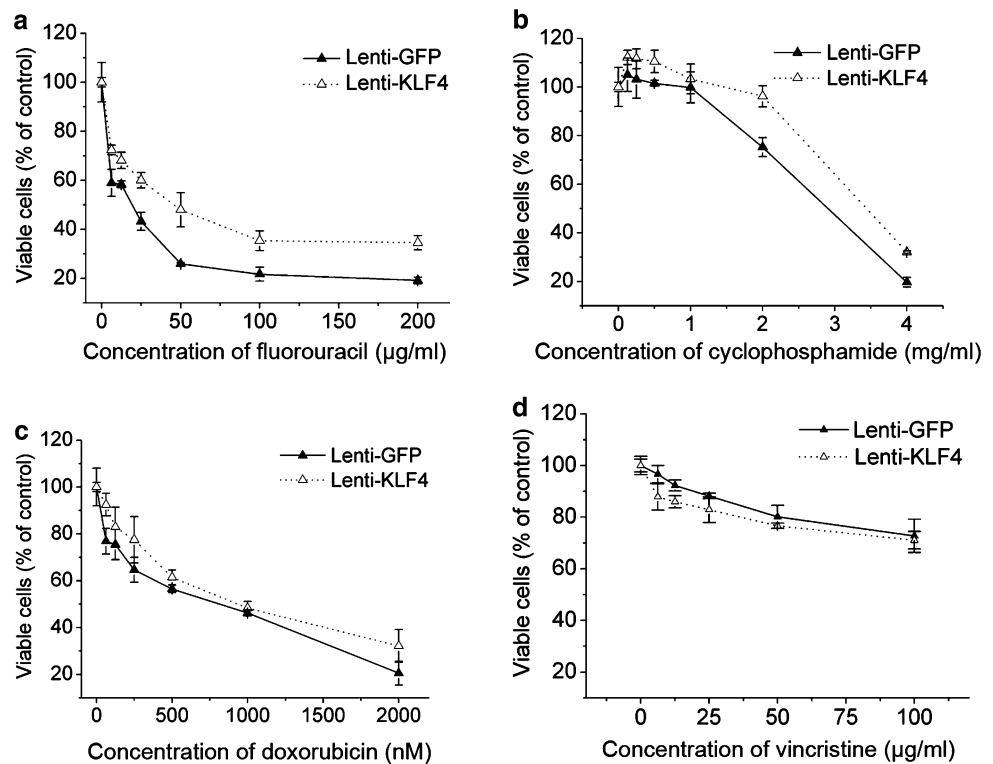 a
120
100
80
60
40
20
Viable cells (% of control)
Lenti-GFP
Lenti-KLF4
0 50 100 150 200
Concentration of fluorouracil (µg/ml)
b
120
100
80
60
40
20
Viable cells (% of control)
Lenti-GFP
Lenti-KLF4
0 1 2 3 4
Concentration of cyclophosphamide (mg/ml)
c
120
100
80
60
40
20
Viable cells (% of control)
Lenti-GFP
Lenti-KLF4
0 500 1000 1500 2000
Concentration of doxorubicin (nM)
d
120
100
80
60
40
20
Viable cells (% of control)
Lenti-GFP
Lenti-KLF4
0 25 50 75 100
Concentration of vincristine (µg/ml)